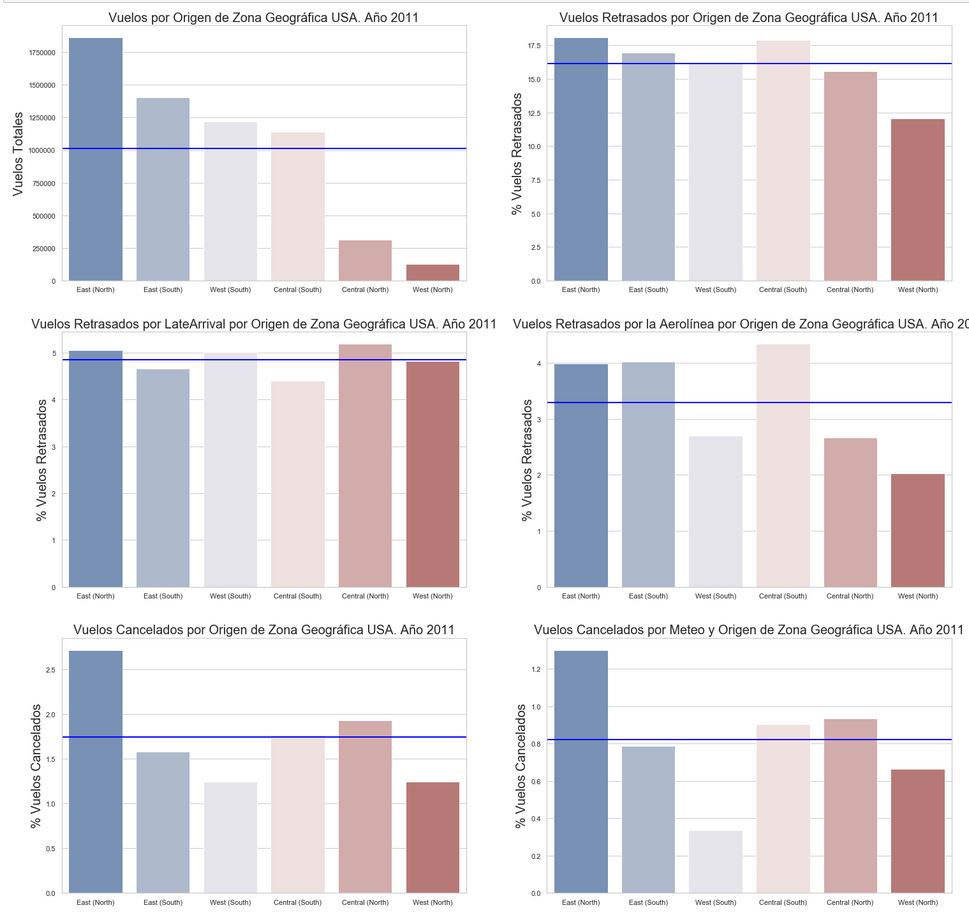 Vuelos por Origen de Zona Geográfica USA. Año 2011
Vuelos Totales
1750000
1500000
1250000
1000000
750000
500000
250000
0
East (North) East (South) West (South) Central (South) Central (North) West (North)
Vuelos Retrasados por Origen de Zona Geográfica USA. Año 2011
% Vuelos Retrasados
17.5
15.0
12.5
10.0
7.5
5.0
2.5
0.0
East (North) East (South) West (South) Central (South) Central (North) West (North)
Vuelos Retrasados por LateArrival por Origen de Zona Geográfica USA. Año 2011
% Vuelos Retrasados
5
4
3
2
1
0
East (North) East (South) West (South) Central (South) Central (North) West (North)
Vuelos Retrasados por la Aerolínea por Origen de Zona Geográfica USA. Año 20
% Vuelos Retrasados
4
3
2
1
0
East (North) East (South) West (South) Central (South) Central (North) West (North)
Vuelos Cancelados por Origen de Zona Geográfica USA. Año 2011
% Vuelos Cancelados
2.5
2.0
1.5
1.0
0.5
0.0
East (North) East (South) West (South) Central (South) Central (North) West (North)
Vuelos Cancelados por Meteo y Origen de Zona Geográfica USA. Año 2011
% Vuelos Cancelados
1.2
1.0
0.8
0.6
0.4
0.2
0.0
East (North) East (South) West (South) Central (South) Central (North) West (North)